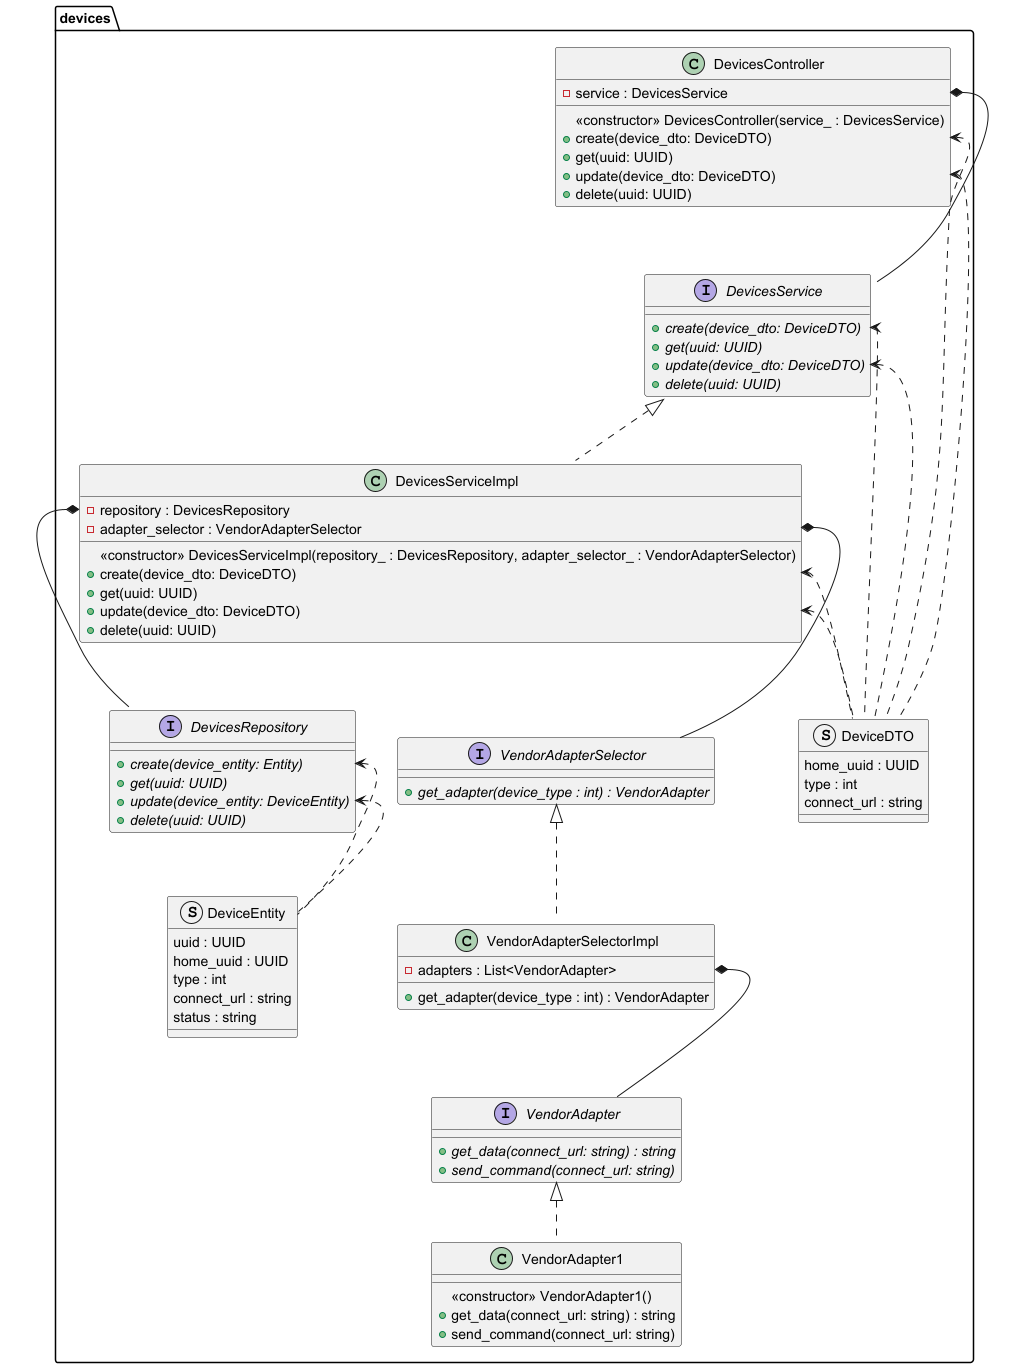 devices
C DevicesController
service : DevicesService
«constructor» DevicesController(service_ : DevicesService)
create(device_dto: DeviceDTO)
get(uuid: UUID)
update(device_dto: DeviceDTO)
delete(uuid: UUID)
I DevicesService
create(device_dto: DeviceDTO)
get(uuid: UUID)
update(device_dto: DeviceDTO)
delete(uuid: UUID)
C DevicesServiceImpl
repository : DevicesRepository
adapter_selector : VendorAdapterSelector
«constructor» DevicesServiceImpl(repository_ : DevicesRepository, adapter_selector_ : VendorAdapterSelector)
create(device_dto: DeviceDTO)
get(uuid: UUID)
update(device_dto: DeviceDTO)
delete(uuid: UUID)
I DevicesRepository
create(device_entity: Entity)
get(uuid: UUID)
update(device_entity: DeviceEntity)
delete(uuid: UUID)
I VendorAdapterSelector
get_adapter(device_type : int) : VendorAdapter
S DeviceDTO
home_uuid : UUID
type : int
connect_url : string
S DeviceEntity
uuid : UUID
home_uuid : UUID
type : int
connect_url : string
status : string
C VendorAdapterSelectorImpl
adapters : List<VendorAdapter>
get_adapter(device_type : int) : VendorAdapter
I VendorAdapter
get_data(connect_url: string) : string
send_command(connect_url: string)
C VendorAdapter1
«constructor» VendorAdapter1()
get_data(connect_url: string) : string
send_command(connect_url: string)